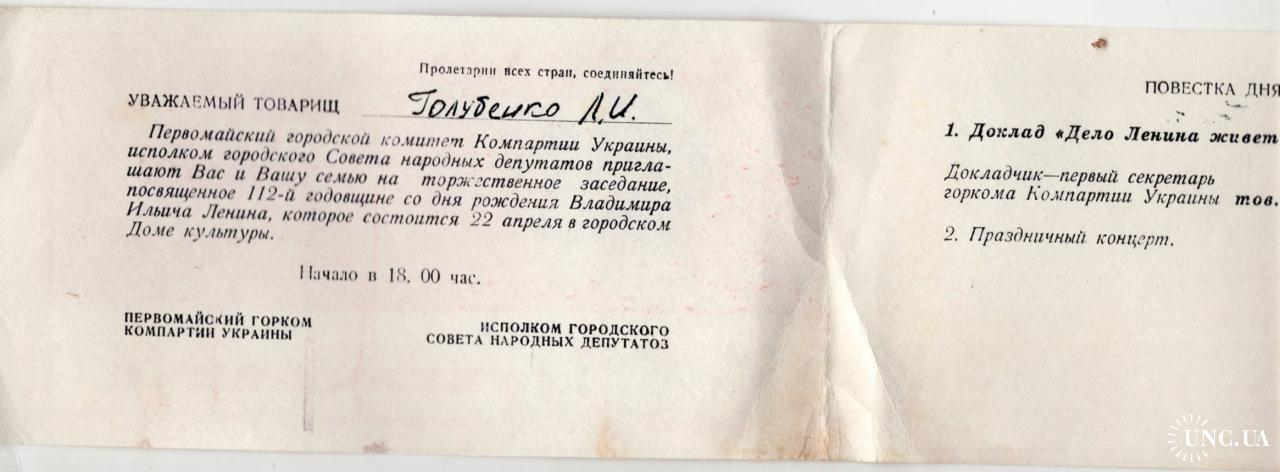 Пролетарии всех стран, соединяйтесь!
УВАЖАЕМЫЙ ТОВАРИЩ Голубенко Л.И.
Первомайский городской комитет Компартии Украины,
исполком городского Совета народных депутатов пригла-
шают Вас и Вашу семью на торжественное заседание,
посвященное 112-й годовщине со дня рождения Владимира
Ильича Ленина, которое состоится 22 апреля в городском
Доме культуры.
Начало в 18. 00 час.
ПЕРВОМАЙСКИЙ ГОРКОМ
КОМПАРТИИ УКРАИНЫ
ИСПОЛКОМ ГОРОДСКОГО
СОВЕТА НАРОДНЫХ ДЕПУТАТОЗ
ПОВЕСТКА ДНЯ
1. Доклад «Дело Ленина живет
Докладчик—первый секретарь
горкома Компартии Украины тов.
2. Праздничный концерт.
UNC.UA